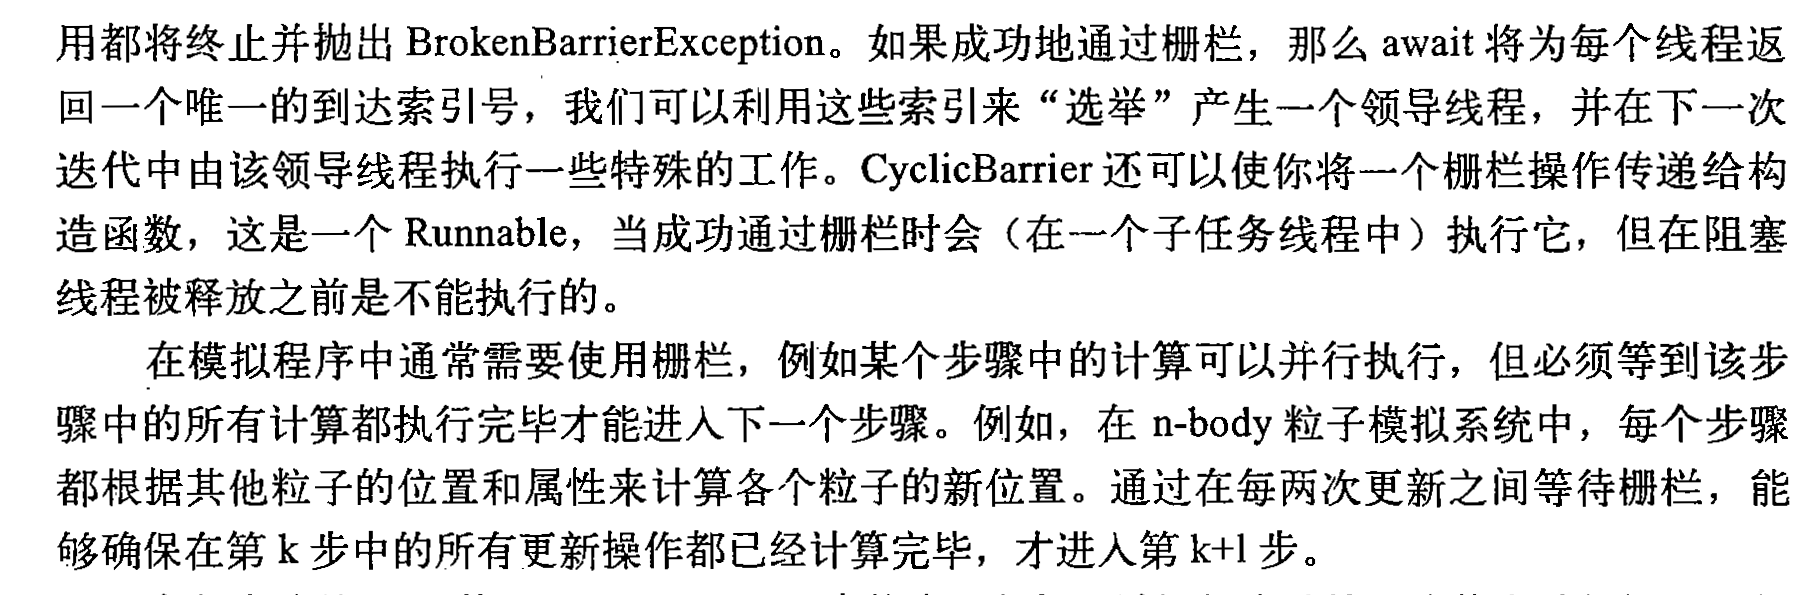 用都将终止并抛出 BrokenBarrierException。如果成功地通过栅栏，那么 await 将为每个线程返
回一个唯一的到达索引号，我们可以利用这些索引来“选举”产生一个领导线程，并在下一次
迭代中由该领导线程执行一些特殊的工作。CyclicBarrier 还可以使你将一个栅栏操作传递给构
造函数，这是一个 Runnable，当成功通过栅栏时会（在一个子任务线程中）执行它，但在阻塞
线程被释放之前是不能执行的。
在模拟程序中通常需要使用栅栏，例如某个步骤中的计算可以并行执行，但必须等到该步
骤中的所有计算都执行完毕才能进入下一个步骤。例如，在 n-body 粒子模拟系统中，每个步骤
都根据其他粒子的位置和属性来计算各个粒子的新位置。通过在每两次更新之间等待栅栏，能
够确保在第 k 步中的所有更新操作都已经计算完毕，才进入第 k+1 步。